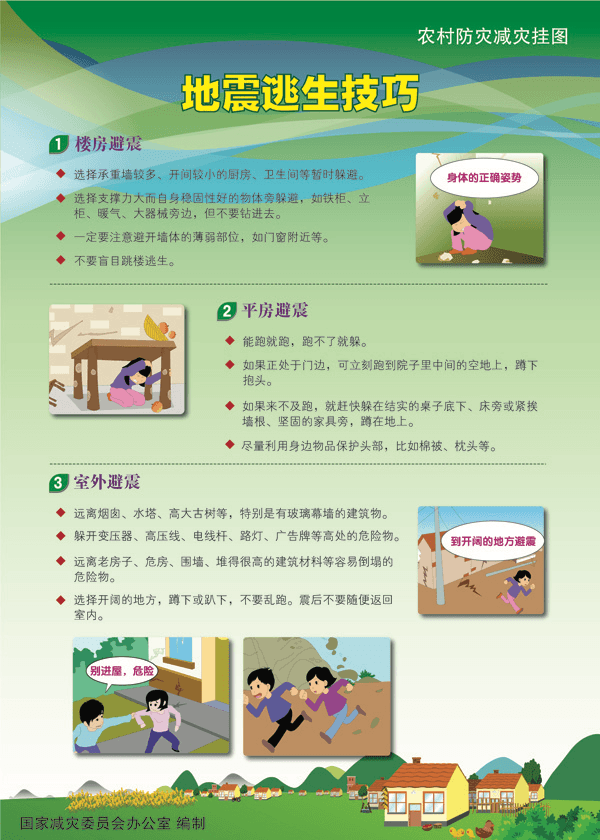 农村防灾减灾挂图
地震逃生技巧
1 楼房避震
选择承重墙较多、开间较小的厨房、卫生间等暂时躲避。
选择支撑力大而自身稳固性好的物体旁躲避，如铁柜、立
柜、暖气、大器械旁边，但不要钻进去。
一定要注意避开墙体的薄弱部位，如门窗附近等。
不要盲目跳楼逃生。
身体的正确姿势
2 平房避震
能跑就跑，跑不了就躲。
如果正处于门边，可立刻跑到院子里中间的空地上，蹲下
抱头。
如果来不及跑，就赶快躲在结实的桌子底下、床旁或紧挨
墙根、坚固的家具旁，蹲在地上。
尽量利用身边物品保护头部，比如棉被、枕头等。
3 室外避震
远离烟囱、水塔、高大古树等，特别是有玻璃幕墙的建筑物。
躲开变压器、高压线、电线杆、路灯、广告牌等高处的危险物。
远离老房子、危房、围墙、堆得很高的建筑材料等容易倒塌的
危险物。
选择开阔的地方，蹲下或趴下，不要乱跑。震后不要随便返回
室内。
到开阔的地方避震
别进屋，危险
国家减灾委员会办公室 编制